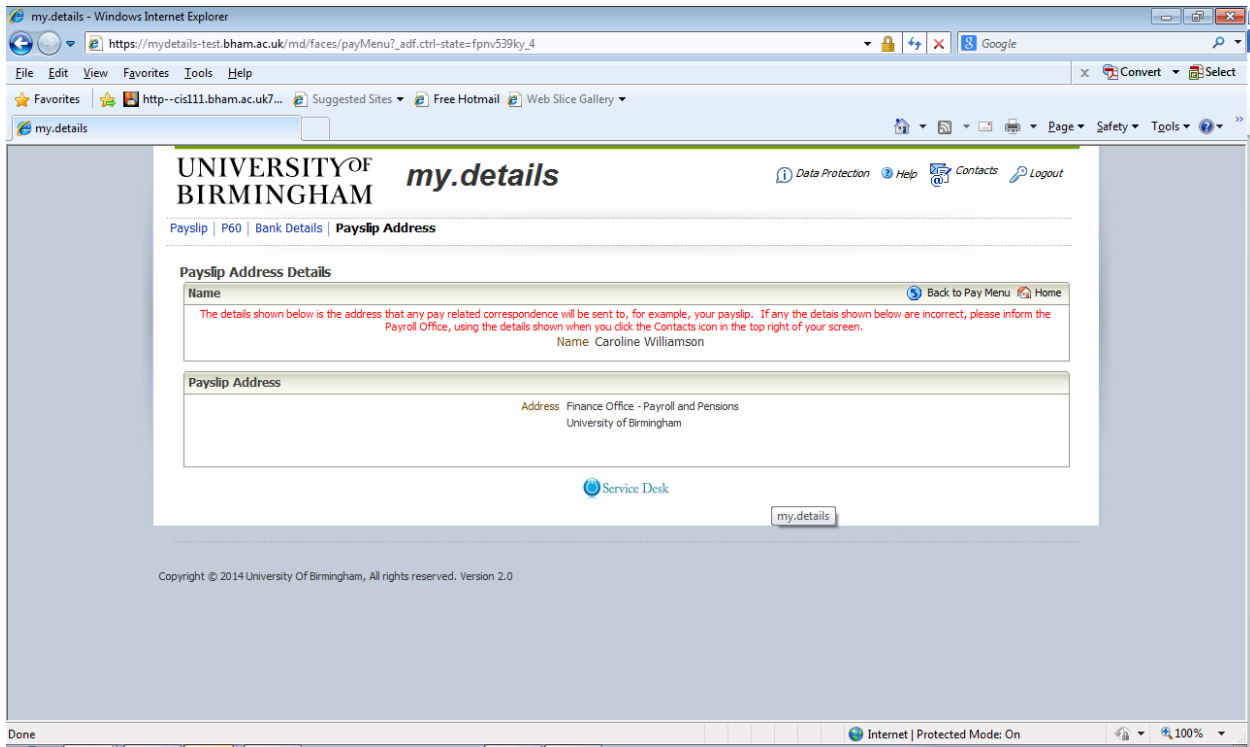 my.details - Windows Internet Explorer
https://mydetails-test.bham.ac.uk/md/faces/payMenu?_adf.ctrl-state=fpnv539ky_4
Google
File Edit View Favorites Tools Help
x Convert Select
Favorites http--cis111.bham.ac.uk7... Suggested Sites Free Hotmail Web Slice Gallery
my.details
Page Safety Tools »
UNIVERSITY OF
BIRMINGHAM
my.details
Data Protection Help Contacts Logout
Payslip | P60 | Bank Details | Payslip Address
Payslip Address Details
Name Back to Pay Menu Home
The details shown below is the address that any pay related correspondence will be sent to, for example, your payslip. If any the detais shown below are incorrect, please inform the
Payroll Office, using the details shown when you click the Contacts icon in the top right of your screen.
Name Caroline Williamson
Payslip Address
Address Finance Office - Payroll and Pensions
University of Birmingham
Service Desk
my.details
Copyright © 2014 University Of Birmingham, All rights reserved. Version 2.0
Done Internet | Protected Mode: On 100%